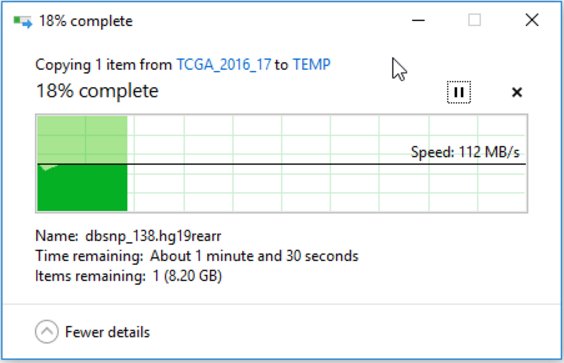 18% complete
Copying 1 item from TCGA_2016_17 to TEMP
18% complete
Speed: 112 MB/s
Name: dbsnp_138.hg19rearr
Time remaining: About 1 minute and 30 seconds
Items remaining: 1 (8.20 GB)
Fewer details